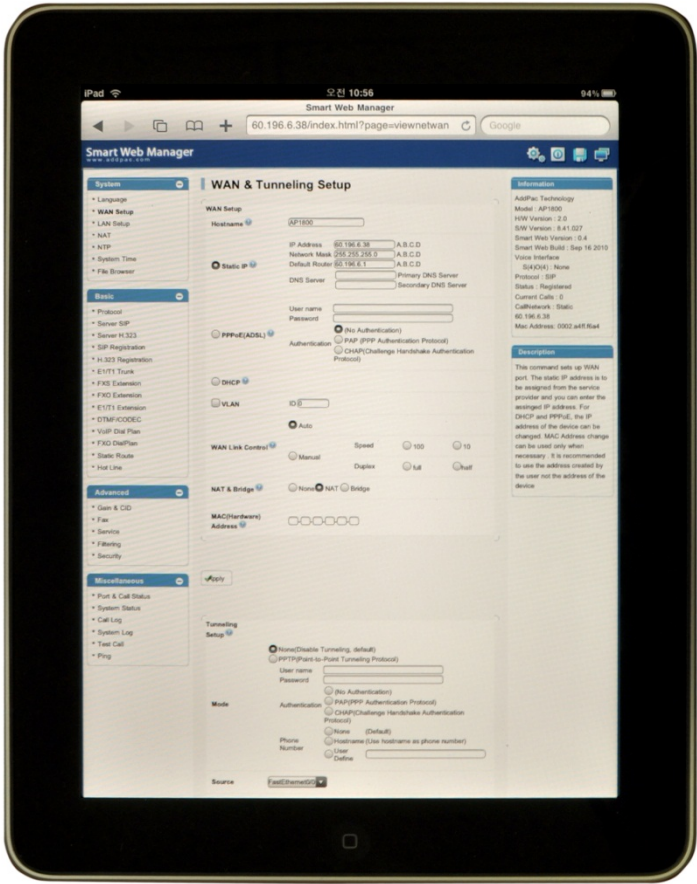 iPad 오전 10:56 94%
Smart Web Manager
60.196.6.38/index.html?page=viewnetwan Google
Smart Web Manager
www.addpac.com
System
Language
WAN Setup
LAN Setup
NAT
NTP
System Time
File Browser
Basic
Protocol
Server SIP
Server H.323
SIP Registration
H.323 Registration
E1/T1 Trunk
FXS Extension
FXO Extension
E1/T1 Extension
DTMF/CODEC
VoIP Dial Plan
FXO DialPlan
Static Route
Hot Line
Advanced
Gain & CID
Fax
Service
Filtering
Security
Miscellaneous
Port & Call Status
System Status
Call Log
System Log
Test Call
Ping
WAN & Tunneling Setup
WAN Setup
Hostname AP1800
Static IP
IP Address 60.196.6.38 A.B.C.D
Network Mask 255.255.255.0 A.B.C.D
Default Router 60.196.6.1 A.B.C.D
DNS Server Primary DNS Server
Secondary DNS Server
PPPoE(ADSL)
User name
Password
Authentication
(No Authentication)
PAP (PPP Authentication Protocol)
CHAP(Challenge Handshake Authentication
Protocol)
DHCP
VLAN ID 0
WAN Link Control
Auto
Manual
Speed 100 10
Duplex full half
NAT & Bridge None NAT Bridge
MAC(Hardware)
Address
Apply
Tunneling
Setup
Mode
None(Disable Tunneling, default)
PPTP(Point-to-Point Tunneling Protocol)
User name
Password
Authentication
(No Authentication)
PAP(PPP Authentication Protocol)
CHAP(Challenge Handshake Authentication
Protocol)
Phone
Number
None (Default)
Hostname (Use hostname as phone number)
User
Define
Source FastEthernet0/0
Information
AddPac Technology
Model : AP1800
H/W Version : 2.0
S/W Version : 8.41.027
Smart Web Version : 0.4
Smart Web Build : Sep 16 2010
Voice Interface
S(4)O(4) : None
Protocol : SIP
Status : Registered
Current Calls : 0
CallNetwork : Static
60.196.6.38
Mac Address: 0002.a4ff.f6a4
Description
This command sets up WAN
port. The static IP address is to
be assigned from the service
provider and you can enter the
assinged IP address. For
DHCP and PPPoE, the IP
address of the device can be
changed. MAC Address change
can be used only when
necessary . It is recommended
to use the address created by
the user not the address of the
device